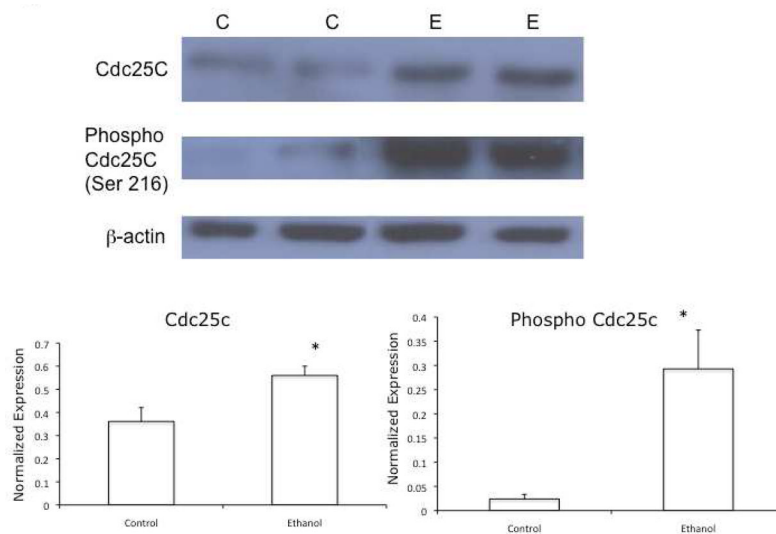 C C E E
Cdc25C
Phospho
Cdc25C
(Ser 216)
β-actin
Cdc25c
*
Normalized Expression
0.7
0.6
0.5
0.4
0.3
0.2
0.1
0
Control Ethanol
Phospho Cdc25c
*
Normalized Expression
0.4
0.35
0.3
0.25
0.2
0.15
0.1
0.05
0
Control Ethanol